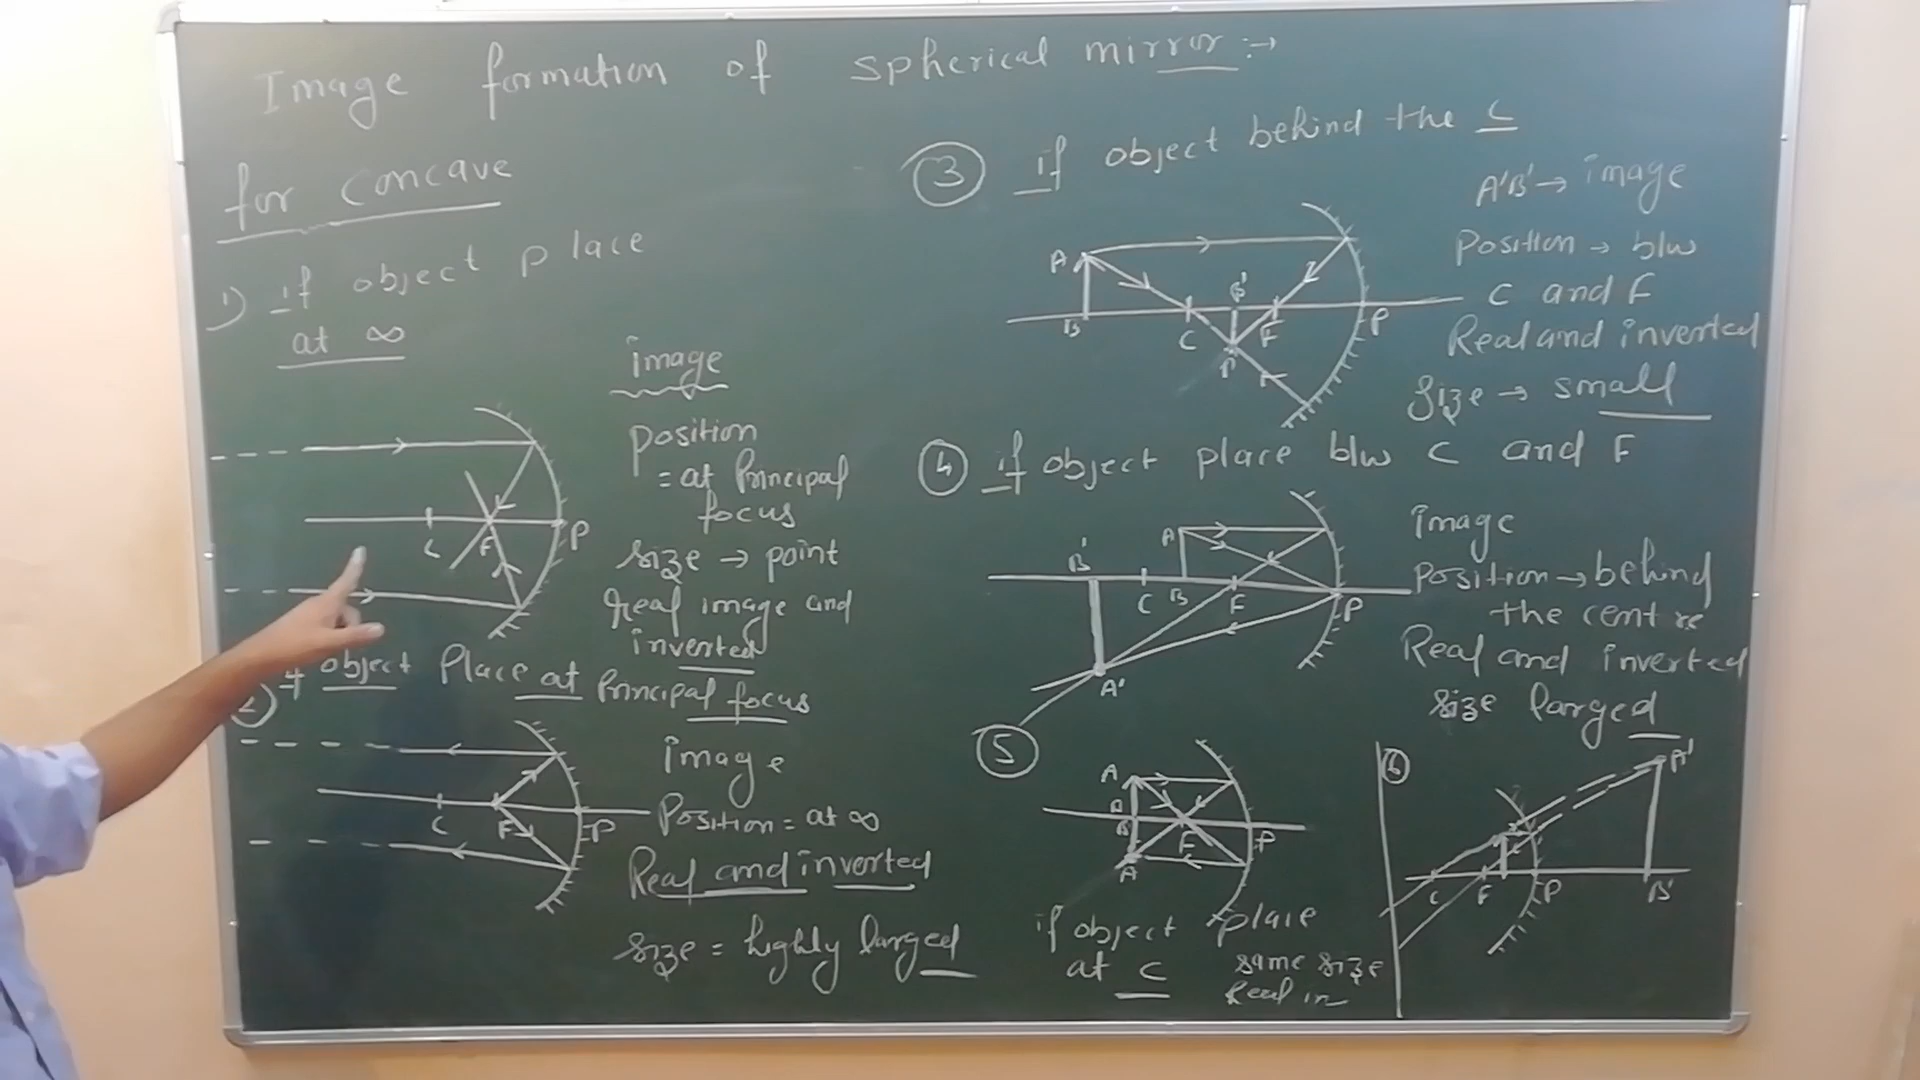 Image formation of spherical mirror :→
for concave
1) if object place
at ∞
C F P
image
Position
= at Principal
focus
size → point
real image and
inverted
2) if object Place at Principal focus
C F P
Image
Position = at ∞
Real and inverted
size = highly larged
③ if object behind the C
A B C B' F P
A'B' → image
Position → b/w
C and F
Real and inverted
Size → small
④ if object place b/w C and F
A B' C B F P A'
image
Position → behind
the centre
Real and inverted
size larged
⑤
A B F P A
if object place
at C
same size
Real in
⑥
A' C F P B'